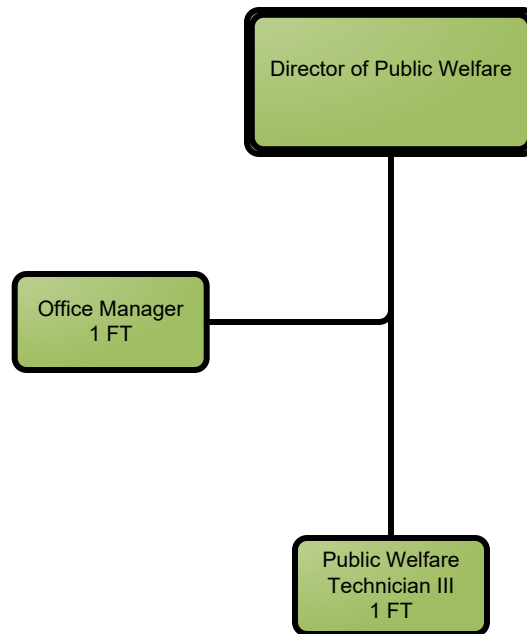 Director of Public Welfare
Office Manager
1 FT
Public Welfare
Technician III
1 FT